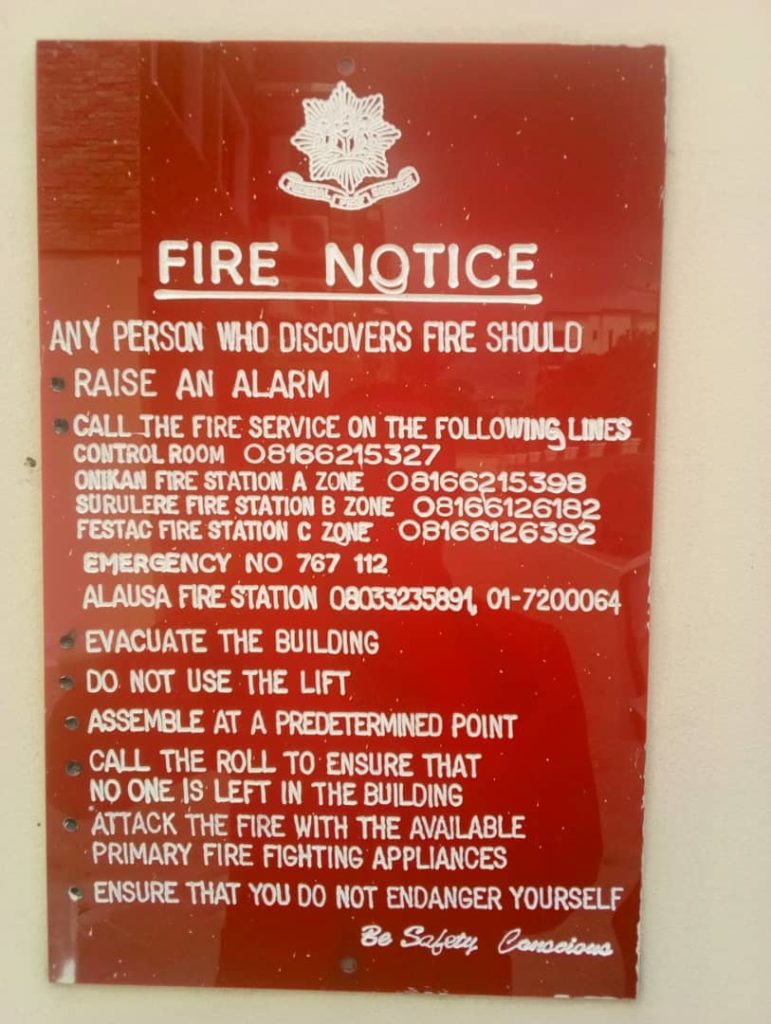 FEDERAL FIRE SERVICE
FIRE NOTICE
ANY PERSON WHO DISCOVERS FIRE SHOULD
RAISE AN ALARM
CALL THE FIRE SERVICE ON THE FOLLOWING LINES
CONTROL ROOM 08166215327
ONIKAN FIRE STATION A ZONE 08166215398
SURULERE FIRE STATION B ZONE 08166126182
FESTAC FIRE STATION C ZONE 08166126392
EMERGENCY NO 767 112
ALAUSA FIRE STATION 08033235891, 01-7200064
EVACUATE THE BUILDING
DO NOT USE THE LIFT
ASSEMBLE AT A PREDETERMINED POINT
CALL THE ROLL TO ENSURE THAT
NO ONE IS LEFT IN THE BUILDING
ATTACK THE FIRE WITH THE AVAILABLE
PRIMARY FIRE FIGHTING APPLIANCES
ENSURE THAT YOU DO NOT ENDANGER YOURSELF
Be Safety Conscious